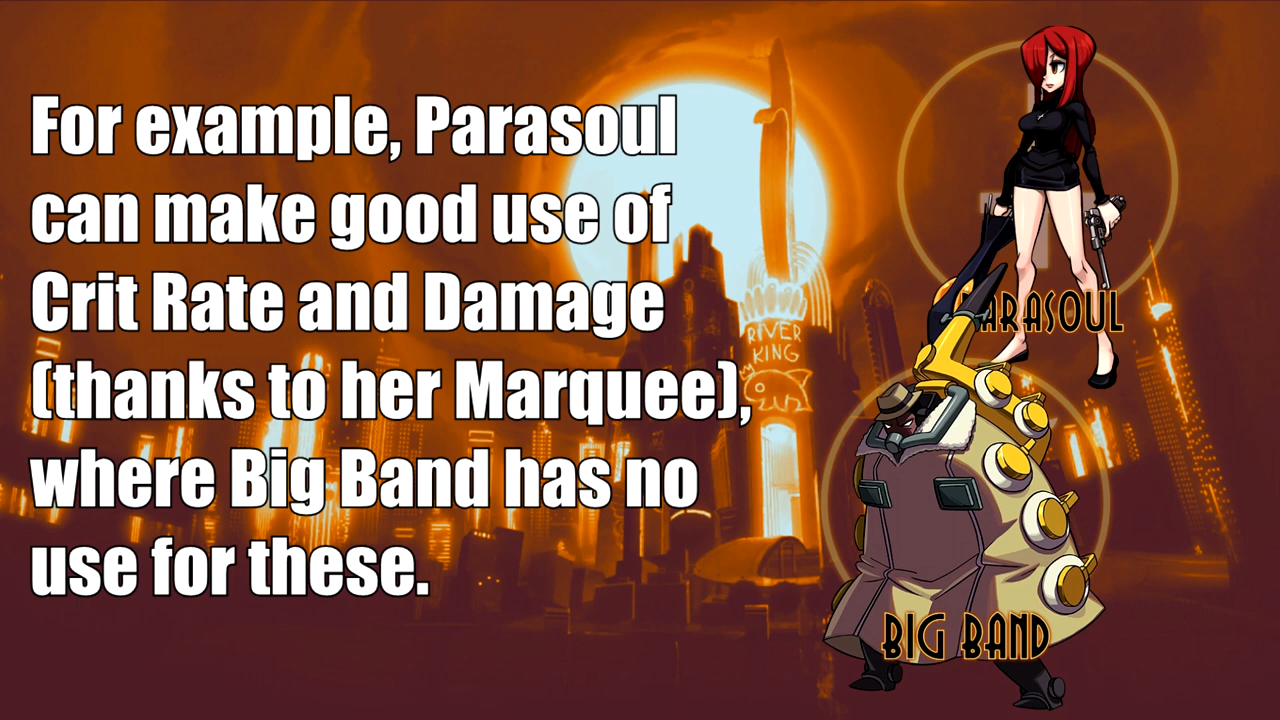 For example, Parasoul
can make good use of
Crit Rate and Damage
(thanks to her Marquee),
where Big Band has no
use for these.
RIVER
KING
PARASOUL
BIG BAND